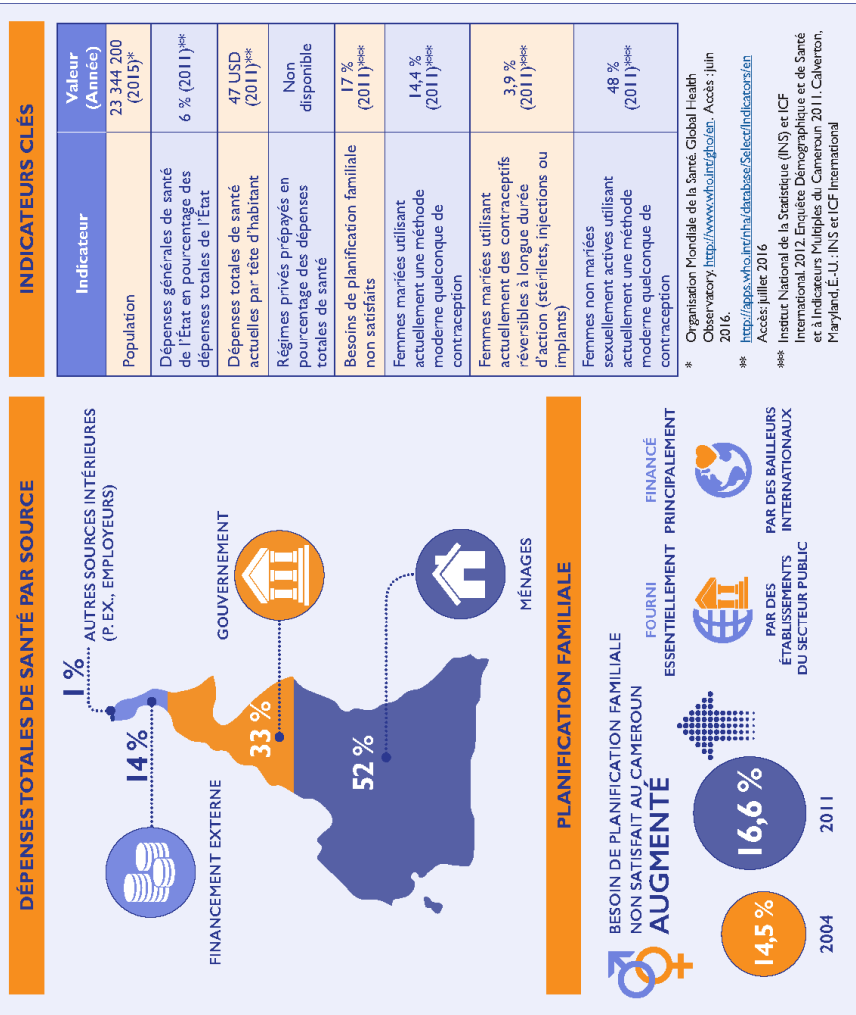 DÉPENSES TOTALES DE SANTÉ PAR SOURCE
1 %
AUTRES SOURCES INTÉRIEURES
(P. EX., EMPLOYEURS)
14 %
FINANCEMENT EXTERNE
33 %
GOUVERNEMENT
52 %
MÉNAGES
PLANIFICATION FAMILIALE
BESOIN DE PLANIFICATION FAMILIALE
NON SATISFAIT AU CAMEROUN
AUGMENTÉ
14,5 %
2004
16,6 %
2011
FOURNI
ESSENTIELLEMENT
PAR DES
ÉTABLISSEMENTS
DU SECTEUR PUBLIC
FINANCÉ
PRINCIPALEMENT
PAR DES BAILLEURS
INTERNATIONAUX
INDICATEURS CLÉS
Indicateur
Valeur
(Année)
Population
23 344 200
(2015)*
Dépenses générales de santé
de l'État en pourcentage des
dépenses totales de l'État
6 % (2011)**
Dépenses totales de santé
actuelles par tête d'habitant
47 USD
(2011)**
Régimes privés prépayés en
pourcentage des dépenses
totales de santé
Non
disponible
Besoins de planification familiale
non satisfaits
17 %
(2011)***
Femmes mariées utilisant
actuellement une méthode
moderne quelconque de
contraception
14,4 %
(2011)***
Femmes mariées utilisant
actuellement des contraceptifs
réversibles à longue durée
d'action (stérilets, injections ou
implants)
3,9 %
(2011)***
Femmes non mariées
sexuellement actives utilisant
actuellement une méthode
moderne quelconque de
contraception
48 %
(2011)***
* Organisation Mondiale de la Santé. Global Health
Observatory. http://www.who.int/gho/en. Accès : juin
2016.
** http://apps.who.int/nha/database/Select/Indicators/en
Accès: juillet 2016
*** Institut National de la Statistique (INS) et ICF
International. 2012. Enquête Démographique et de Santé
et à Indicateurs Multiples du Cameroun 2011. Calverton,
Maryland, É.-U. : INS et ICF International